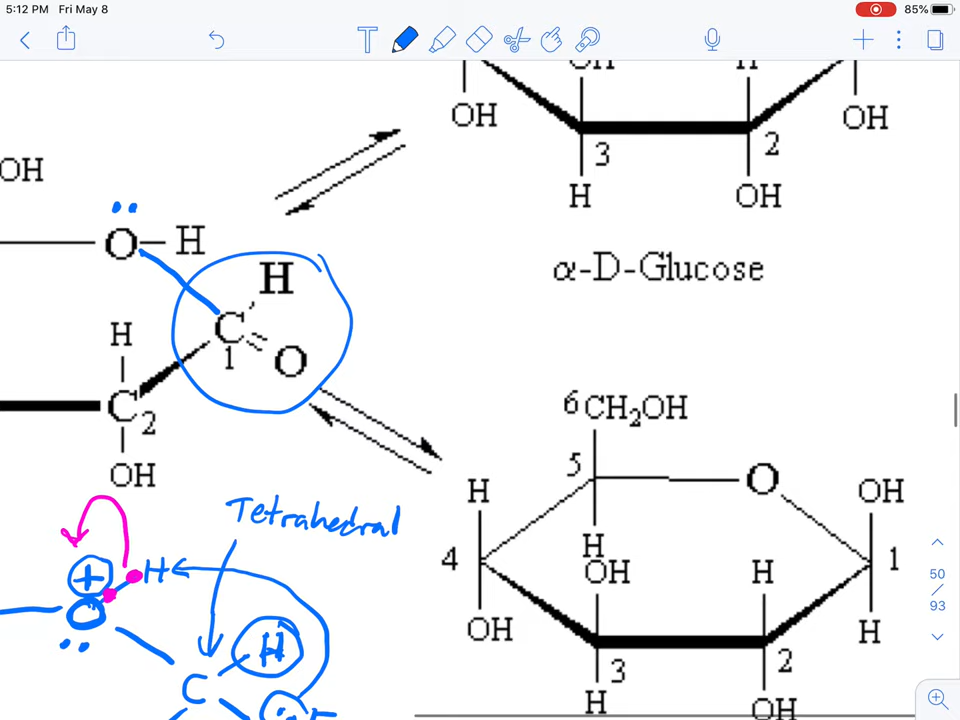 5:12 PM Fri May 8
85%
T
OH
OH
H
OH
3
2
H
OH
OH
α-D-Glucose
O H
H
C
1
O
H
C 2
OH
6 CH2OH
5
O
H
OH
4
1
H
OH
H
OH
H
3
2
H
OH
Tetrahedral
+
H
O
H
C
50
/
93